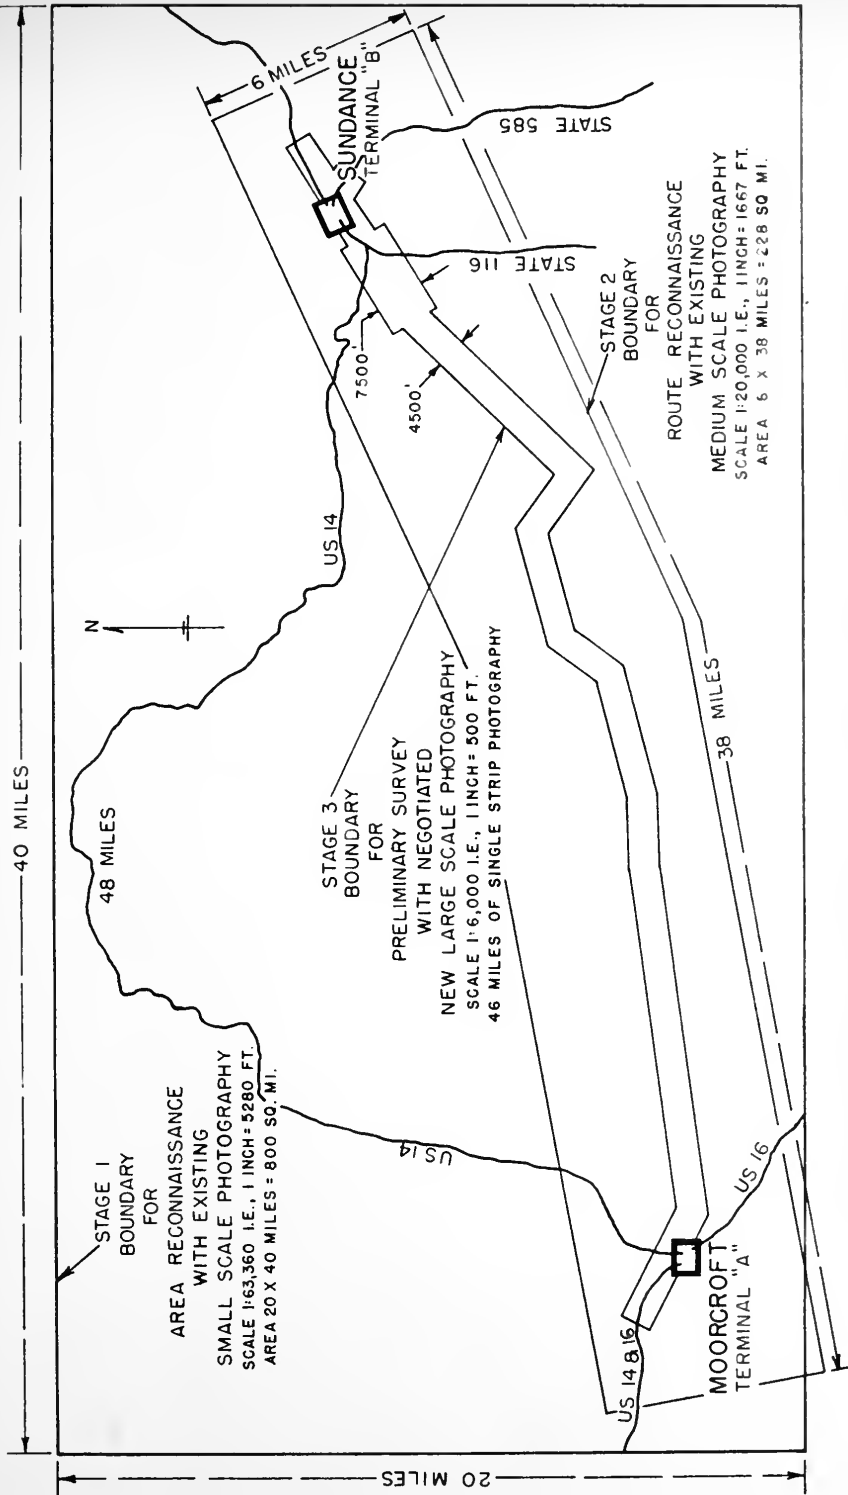 40 MILES
20 MILES
6 MILES
STAGE 1
BOUNDARY
FOR
AREA RECONNAISSANCE
WITH EXISTING
SMALL SCALE PHOTOGRAPHY
SCALE 1:63,360 I.E., 1 INCH = 5280 FT.
AREA 20 X 40 MILES = 800 SQ. MI.
48 MILES
N
US 14
US 14
SUNDANCE
TERMINAL "B"
STATE 585
STATE 116
7500'
4500'
STAGE 3
BOUNDARY
FOR
PRELIMINARY SURVEY
WITH NEGOTIATED
NEW LARGE SCALE PHOTOGRAPHY
SCALE 1:6,000 I.E., 1 INCH = 500 FT.
46 MILES OF SINGLE STRIP PHOTOGRAPHY
STAGE 2
BOUNDARY
FOR
ROUTE RECONNAISSANCE
WITH EXISTING
MEDIUM SCALE PHOTOGRAPHY
SCALE 1:20,000 I.E., 1 INCH = 1667 FT.
AREA 6 X 38 MILES = 228 SQ MI.
38 MILES
US 14 & 16
US 16
MOORCROFT
TERMINAL "A"